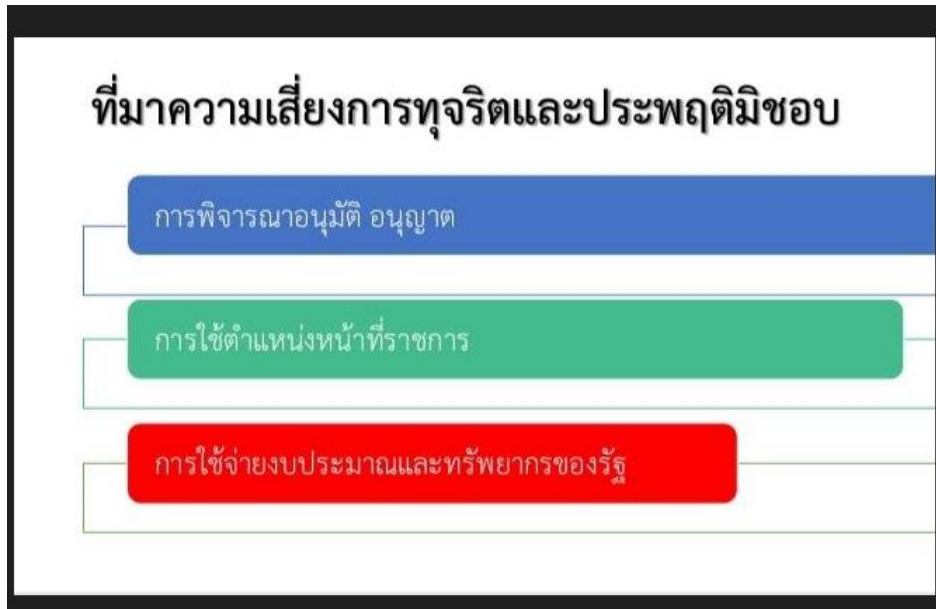 ที่มาความเสี่ยงการทุจริตและประพฤติมิชอบ
การพิจารณาอนุมัติ อนุญาต
การใช้ตำแหน่งหน้าที่ราชการ
การใช้จ่ายงบประมาณและทรัพยากรของรัฐ